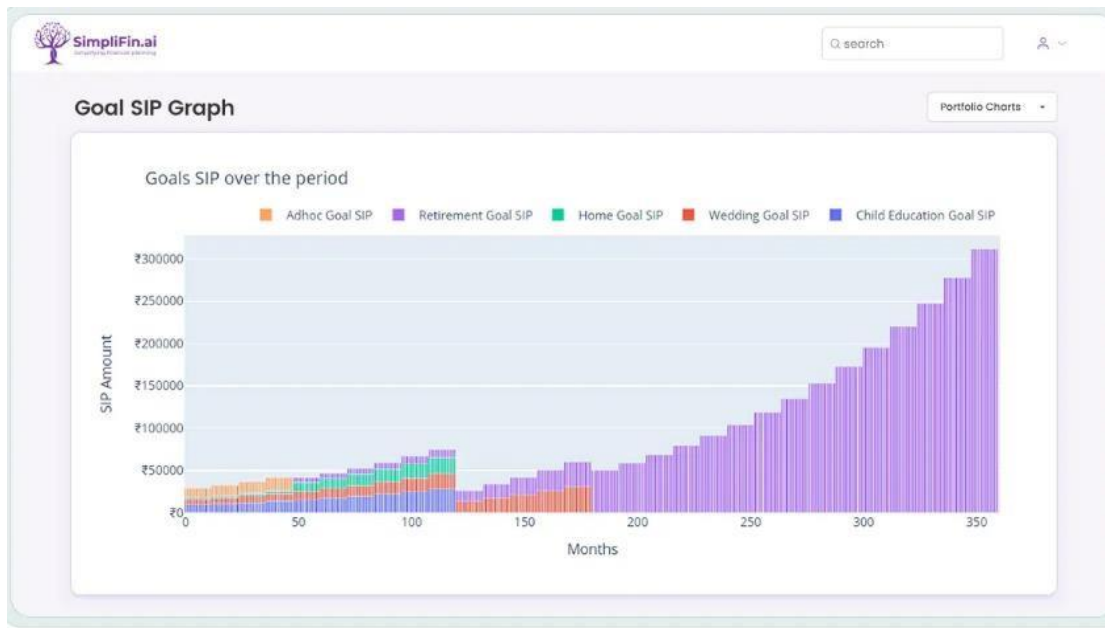 SimpliFin.ai
search
Goal SIP Graph
Portfolio Charts
Goals SIP over the period
Adhoc Goal SIP Retirement Goal SIP Home Goal SIP Wedding Goal SIP Child Education Goal SIP
₹300000
₹250000
₹200000
₹150000
₹100000
₹50000
₹0
SIP Amount
0 50 100 150 200 250 300 350
Months